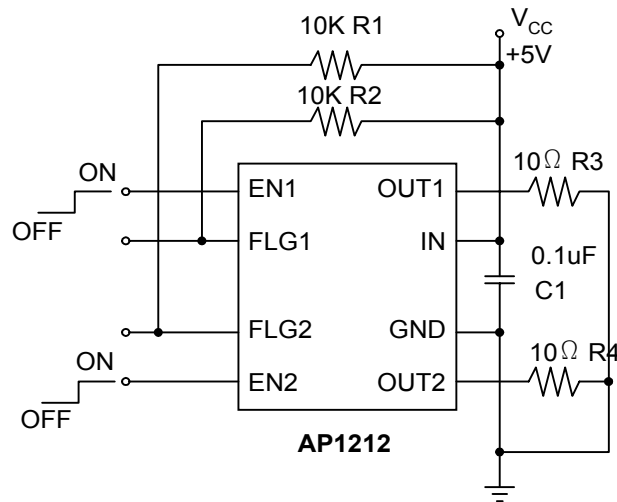 10K R1
V_CC
+5V
10K R2
ON
OFF
EN1
OUT1
10Ω R3
FLG1
IN
0.1uF
C1
FLG2
GND
ON
OFF
EN2
OUT2
10Ω R4
AP1212